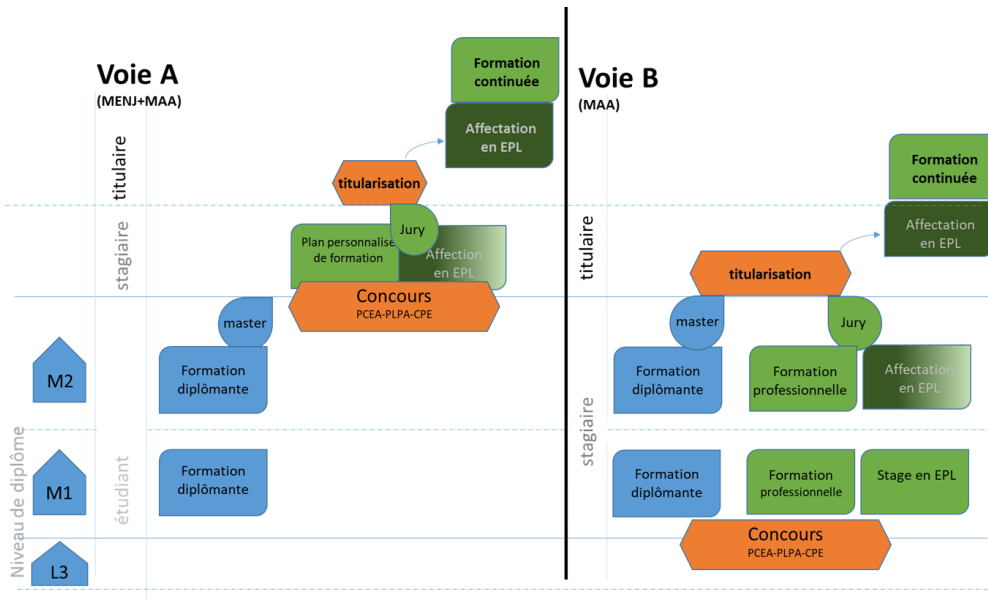 Voie A
(MENJ+MAA)
Niveau de diplôme
M2
M1
L3
titulaire
stagiaire
étudiant
Formation
continuée
Affectation
en EPL
titularisation
Jury
Plan personnalisé
de formation
Affection
en EPL
Concours
PCEA-PLPA-CPE
master
Formation
diplômante
Formation
diplômante
Voie B
(MAA)
titulaire
stagiaire
Formation
continuée
Affectation
en EPL
titularisation
master
Jury
Formation
diplômante
Formation
professionnelle
Affectation
en EPL
Formation
diplômante
Formation
professionnelle
Stage en EPL
Concours
PCEA-PLPA-CPE